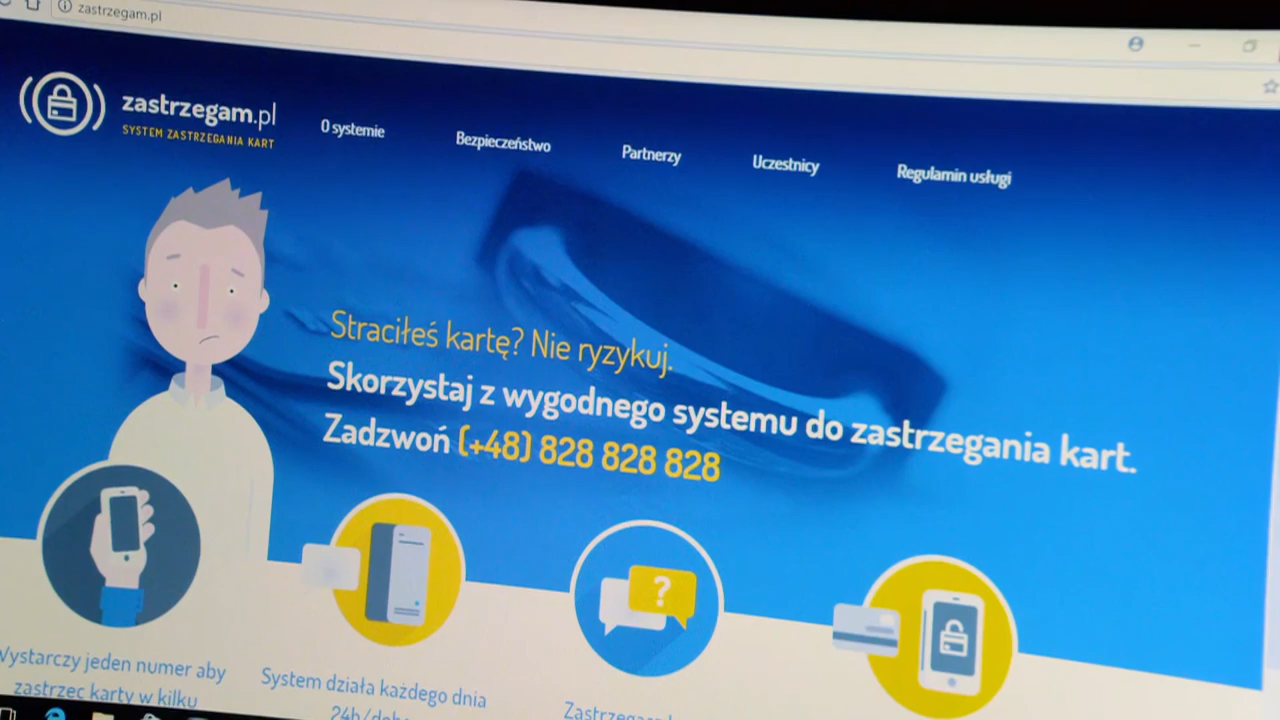 zastrzegam.pl
zastrzegam.pl
SYSTEM ZASTRZEGANIA KART
O systemie
Bezpieczeństwo
Partnerzy
Uczestnicy
Regulamin usługi
Straciłeś kartę? Nie ryzykuj.
Skorzystaj z wygodnego systemu do zastrzegania kart.
Zadzwoń (+48) 828 828 828
?
Wystarczy jeden numer aby
zastrzec karty w kilku
System działa każdego dnia